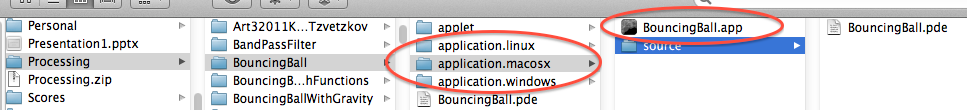 Personal
Presentation1.pptx
Processing
Processing.zip
Scores
Art32011K...Tzvetzkov
BandPassFilter
BouncingBall
BouncingB...hFunctions
BouncingBallWithGravity
applet
application.linux
application.macosx
application.windows
BouncingBall.pde
BouncingBall.app
source
BouncingBall.pde